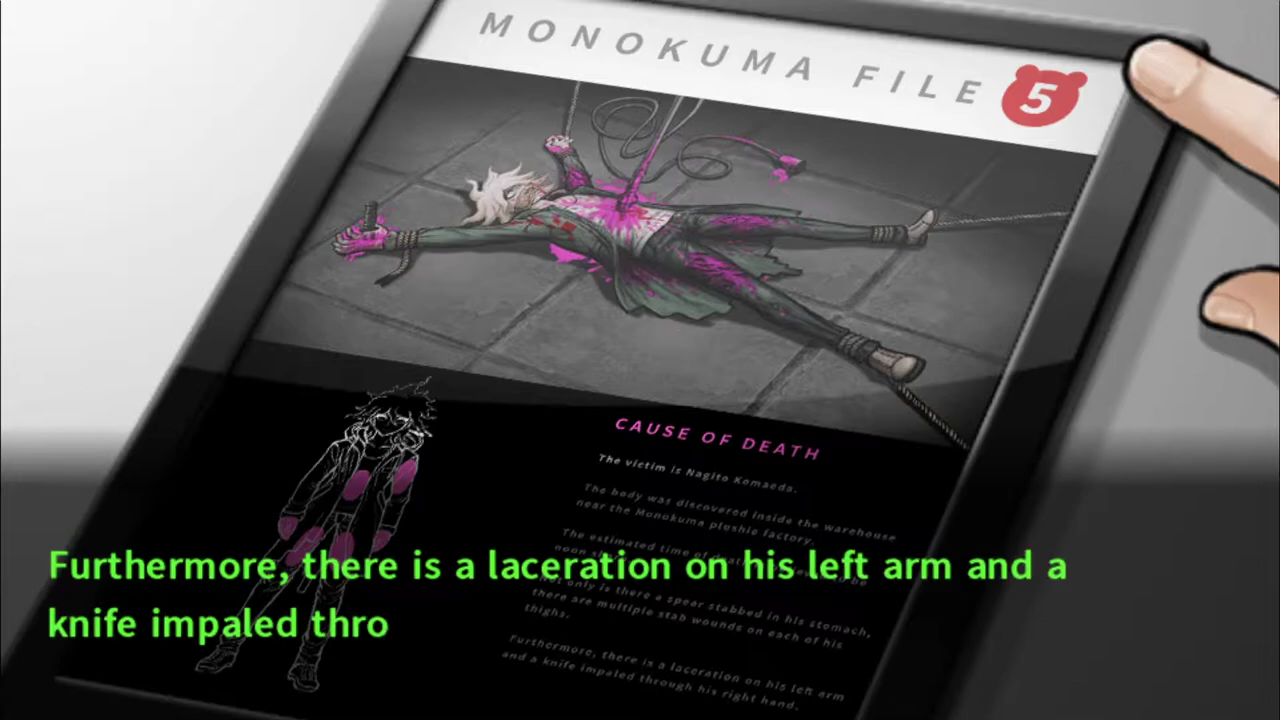 MONOKUMA FILE 5
CAUSE OF DEATH
The victim is Nagito Komaeda.
The body was discovered inside the warehouse
near the Monokuma plushie factory.
The estimated time of
noon
Not only is there a spear stabbed in his stomach,
there are multiple stab wounds on each of his
thighs.
Furthermore, there is a laceration on his left arm
and a knife impaled through his right hand.
Furthermore, there is a laceration on his left arm and a
knife impaled thro